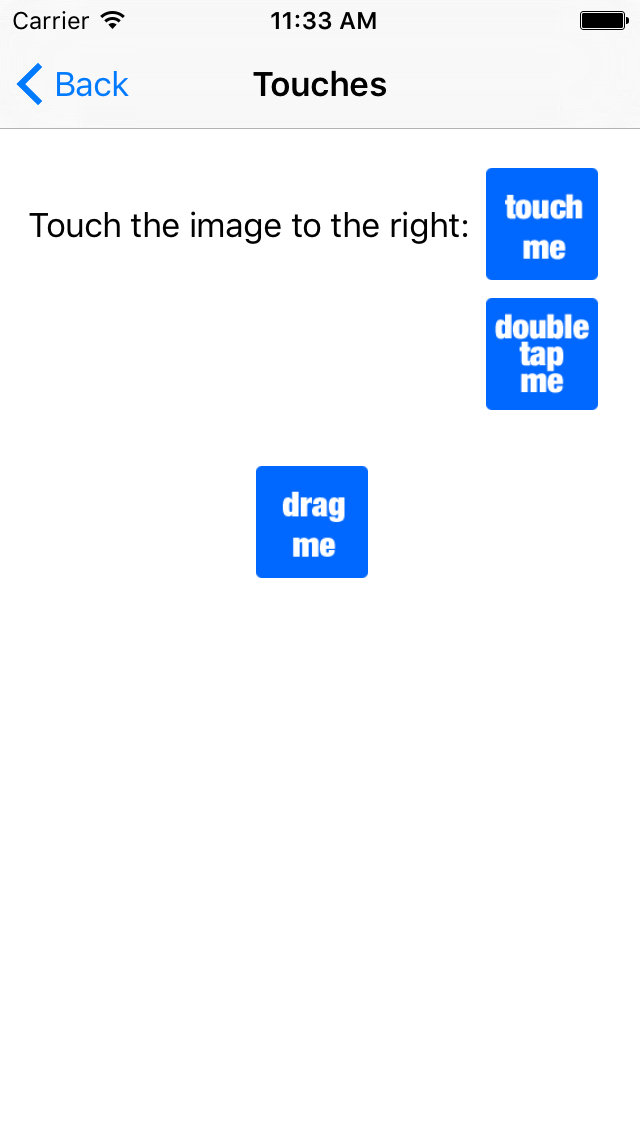 Carrier 11:33 AM
Back Touches
Touch the image to the right:
touch
me
double
tap
me
drag
me